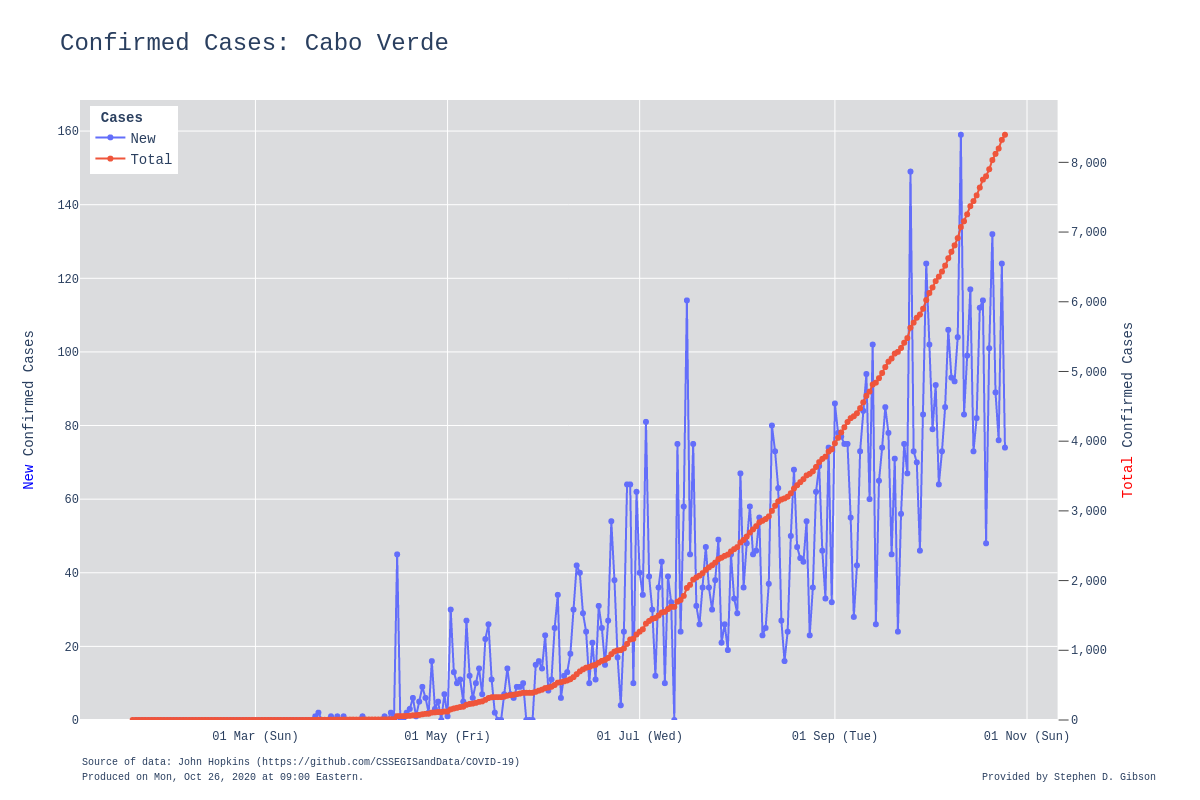 Confirmed Cases: Cabo Verde
Cases
New
Total
160
140
120
100
80
60
40
20
0
New Confirmed Cases
8,000
7,000
6,000
5,000
4,000
3,000
2,000
1,000
0
Total Confirmed Cases
01 Mar (Sun) 01 May (Fri) 01 Jul (Wed) 01 Sep (Tue) 01 Nov (Sun)
Source of data: John Hopkins (https://github.com/CSSEGISandData/COVID-19)
Produced on Mon, Oct 26, 2020 at 09:00 Eastern.
Provided by Stephen D. Gibson